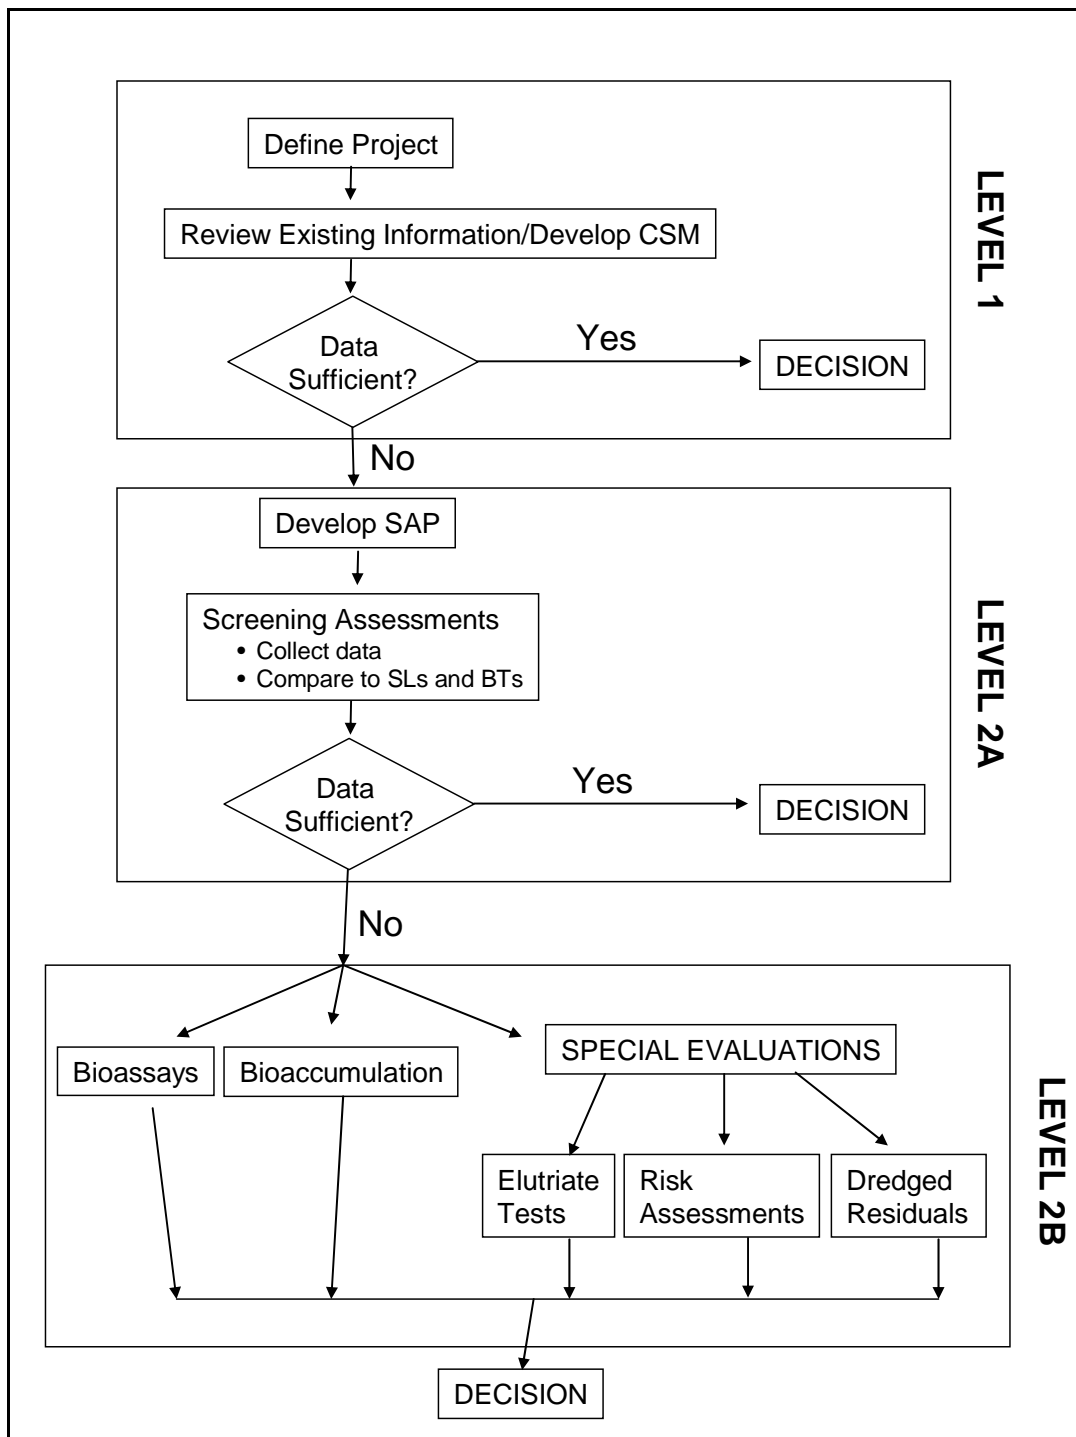 Define Project
LEVEL 1
Review Existing Information/Develop CSM
Data
Sufficient?
Yes
DECISION
No
Develop SAP
LEVEL 2A
Screening Assessments
• Collect data
• Compare to SLs and BTs
Data
Sufficient?
Yes
DECISION
No
LEVEL 2B
Bioassays
Bioaccumulation
SPECIAL EVALUATIONS
Elutriate
Tests
Risk
Assessments
Dredged
Residuals
DECISION